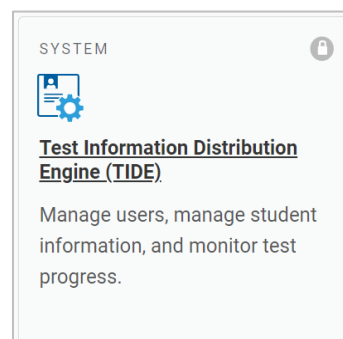 SYSTEM
Test Information Distribution
Engine (TIDE)
Manage users, manage student
information, and monitor test
progress.